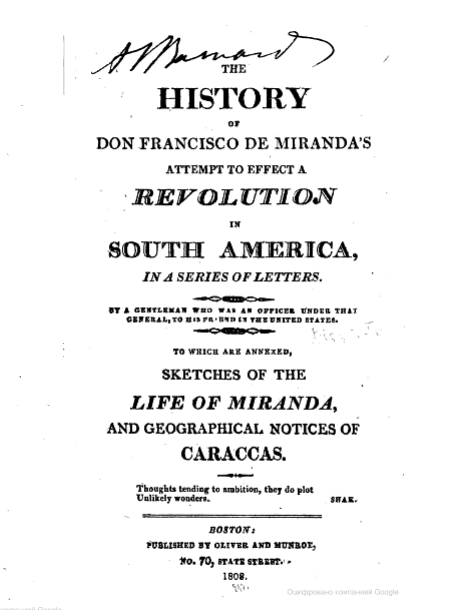 THE
HISTORY
OF
DON FRANCISCO DE MIRANDA'S
ATTEMPT TO EFFECT A
REVOLUTION
IN
SOUTH AMERICA,
IN A SERIES OF LETTERS.
BY A GENTLEMAN WHO WAS AN OFFICER UNDER THAT
GENERAL, TO HIS FRIEND IN THE UNITED STATES.
TO WHICH ARE ANNEXED,
SKETCHES OF THE
LIFE OF MIRANDA,
AND GEOGRAPHICAL NOTICES OF
CARACCAS.
Thoughts tending to ambition, they do plot
Unlikely wonders. SHAK.
BOSTON:
PUBLISHED BY OLIVER AND MUNROE,
No. 70, STATE STREET.
1808.
Оцифровано компанией Google